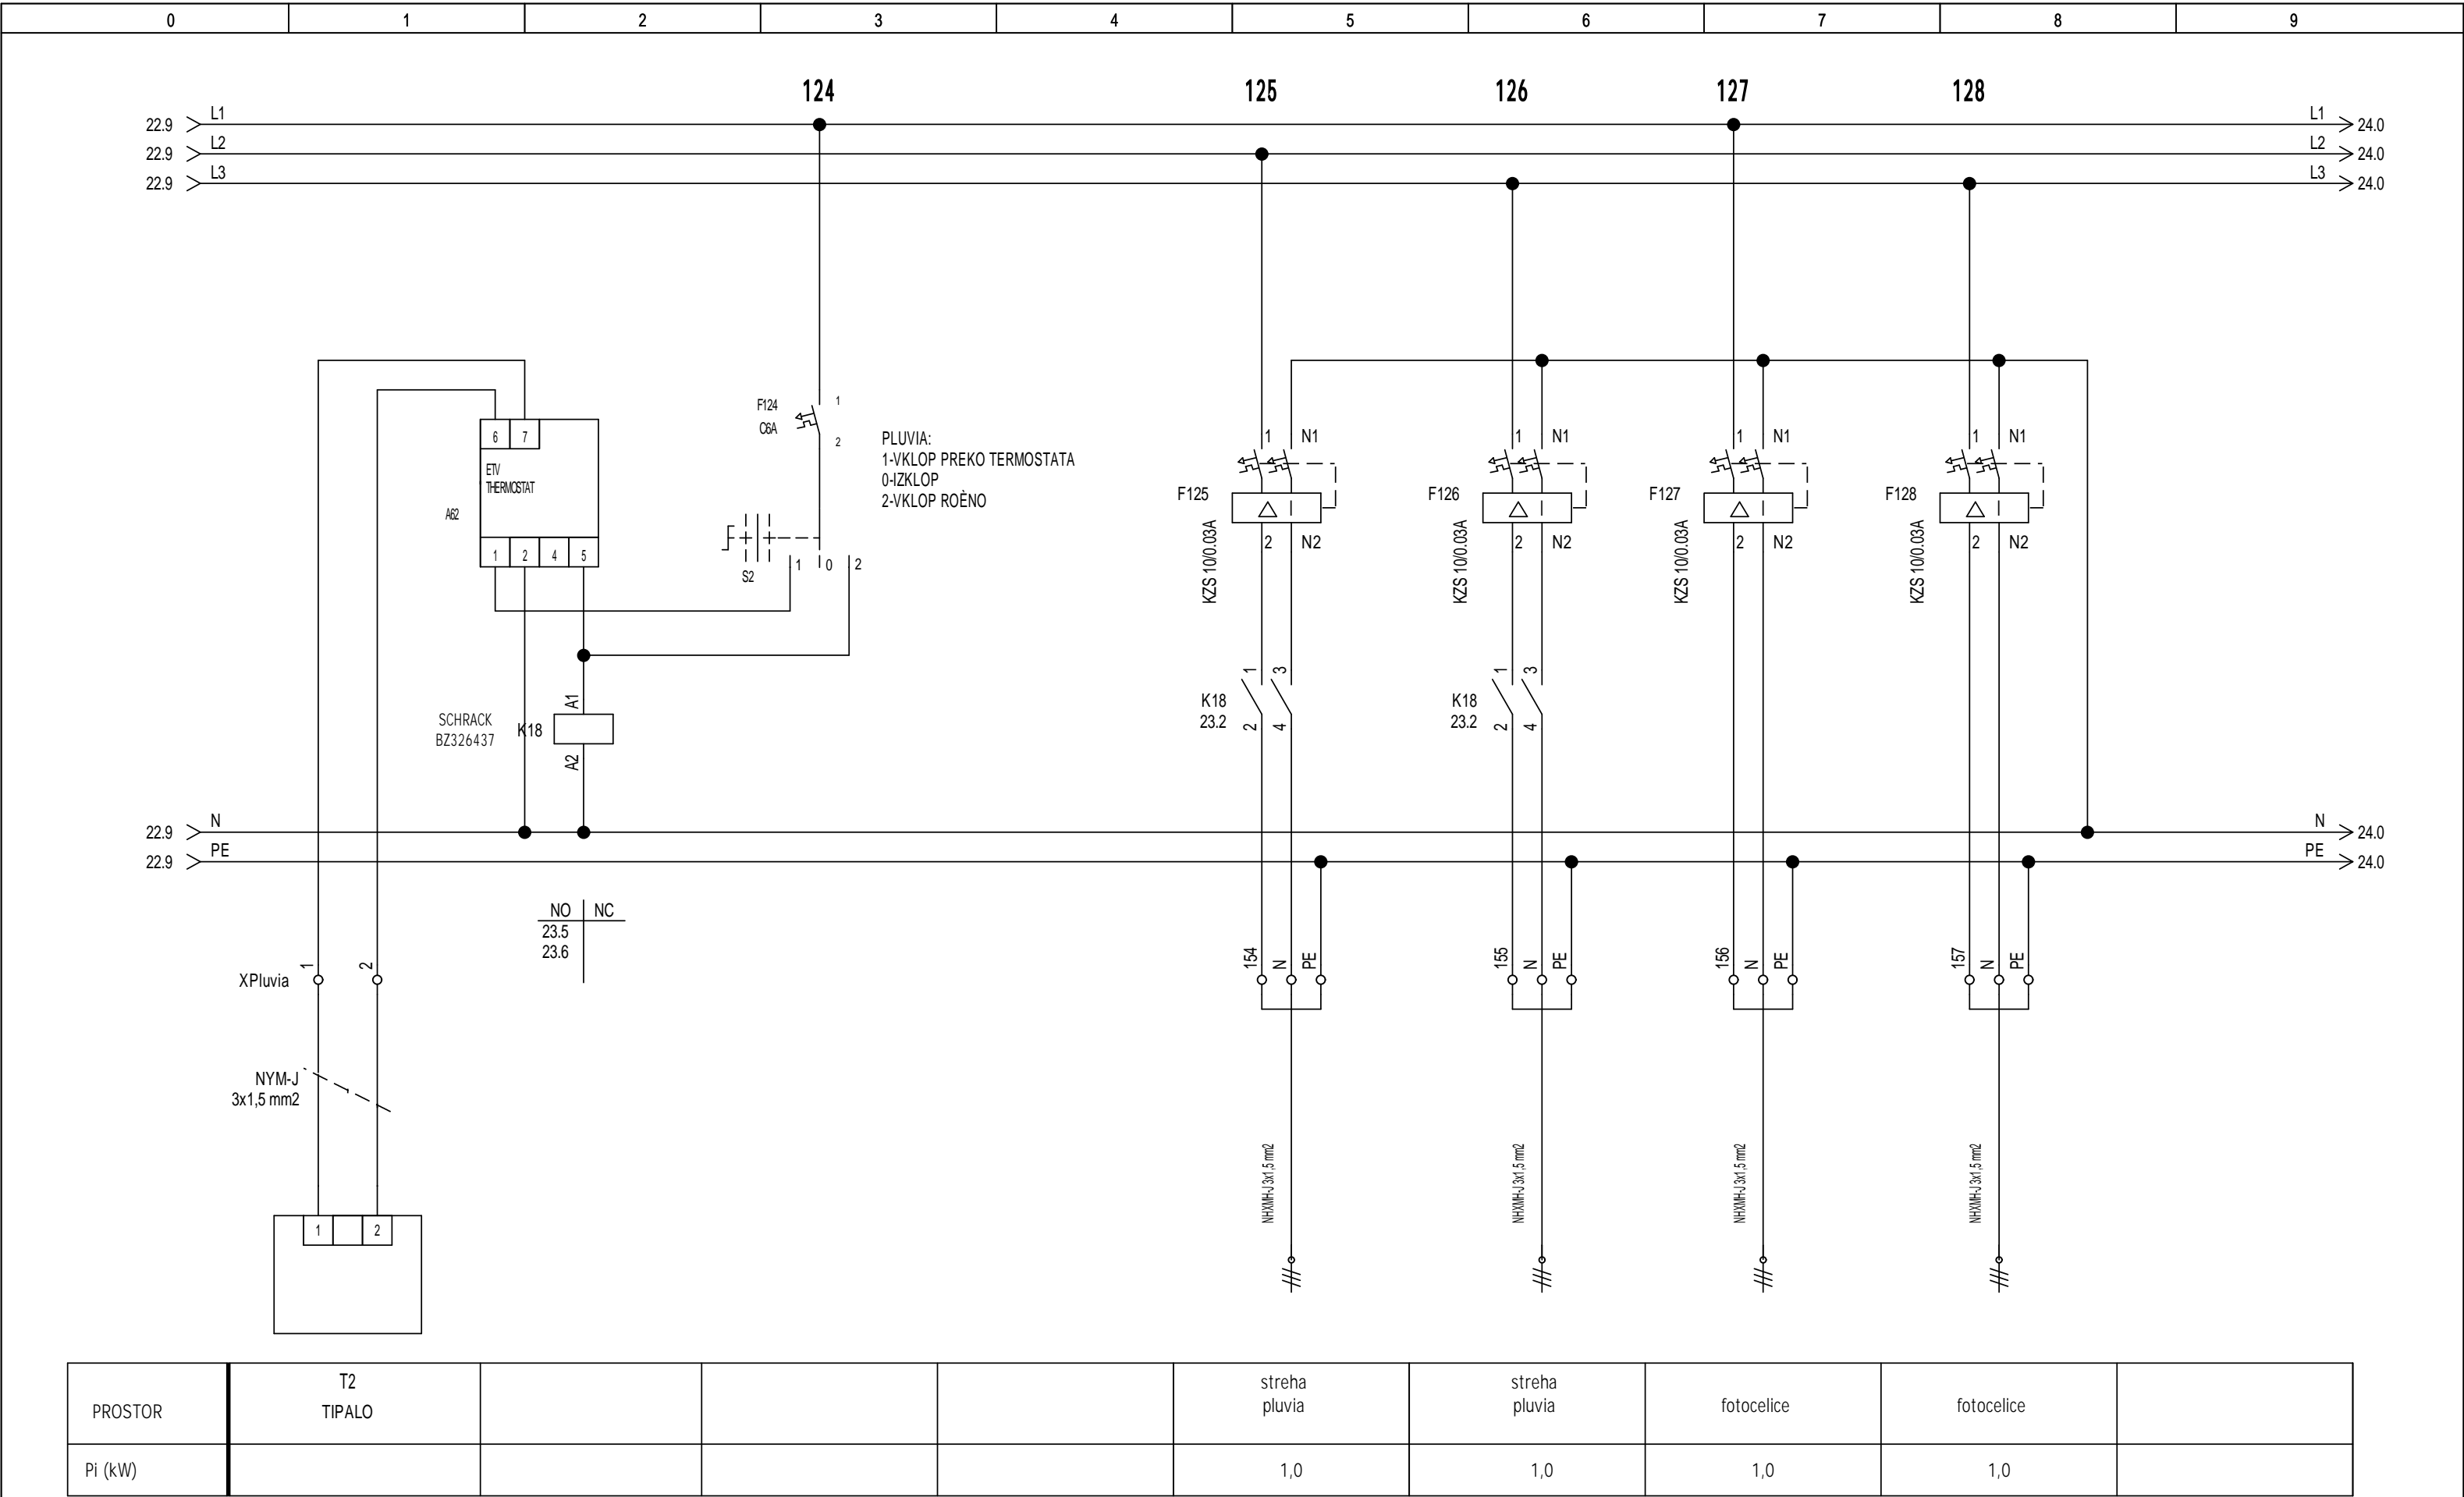 0 1 2 3 4 5 6 7 8 9
124 125 126 127 128
22.9 L1 L1 24.0
22.9 L2 L2 24.0
22.9 L3 L3 24.0
6 7
ETV
THERMOSTAT
A62
1 2 4 5
F124
C6A
1
2
PLUVIA:
1-VKLOP PREKO TERMOSTATA
0-IZKLOP
2-VKLOP ROÈNO
S2
1 0 2
1 N1
F125
KZS 10/0.03A
2 N2
1 N1
F126
KZS 10/0.03A
2 N2
1 N1
F127
KZS 10/0.03A
2 N2
1 N1
F128
KZS 10/0.03A
2 N2
SCHRACK
BZ326437
K18
A1
A2
1 3
K18
23.2
2 4
1 3
K18
23.2
2 4
22.9 N N 24.0
22.9 PE PE 24.0
NO NC
23.5
23.6
XPluvia
1 2
154 N PE
155 N PE
156 N PE
157 N PE
NYM-J
3x1,5 mm2
NHXMH-J 3x1,5 mm2
NHXMH-J 3x1,5 mm2
NHXMH-J 3x1,5 mm2
NHXMH-J 3x1,5 mm2
1 2
PROSTOR
T2
TIPALO
streha
pluvia
streha
pluvia
fotocelice
fotocelice
Pi (kW)
1,0
1,0
1,0
1,0